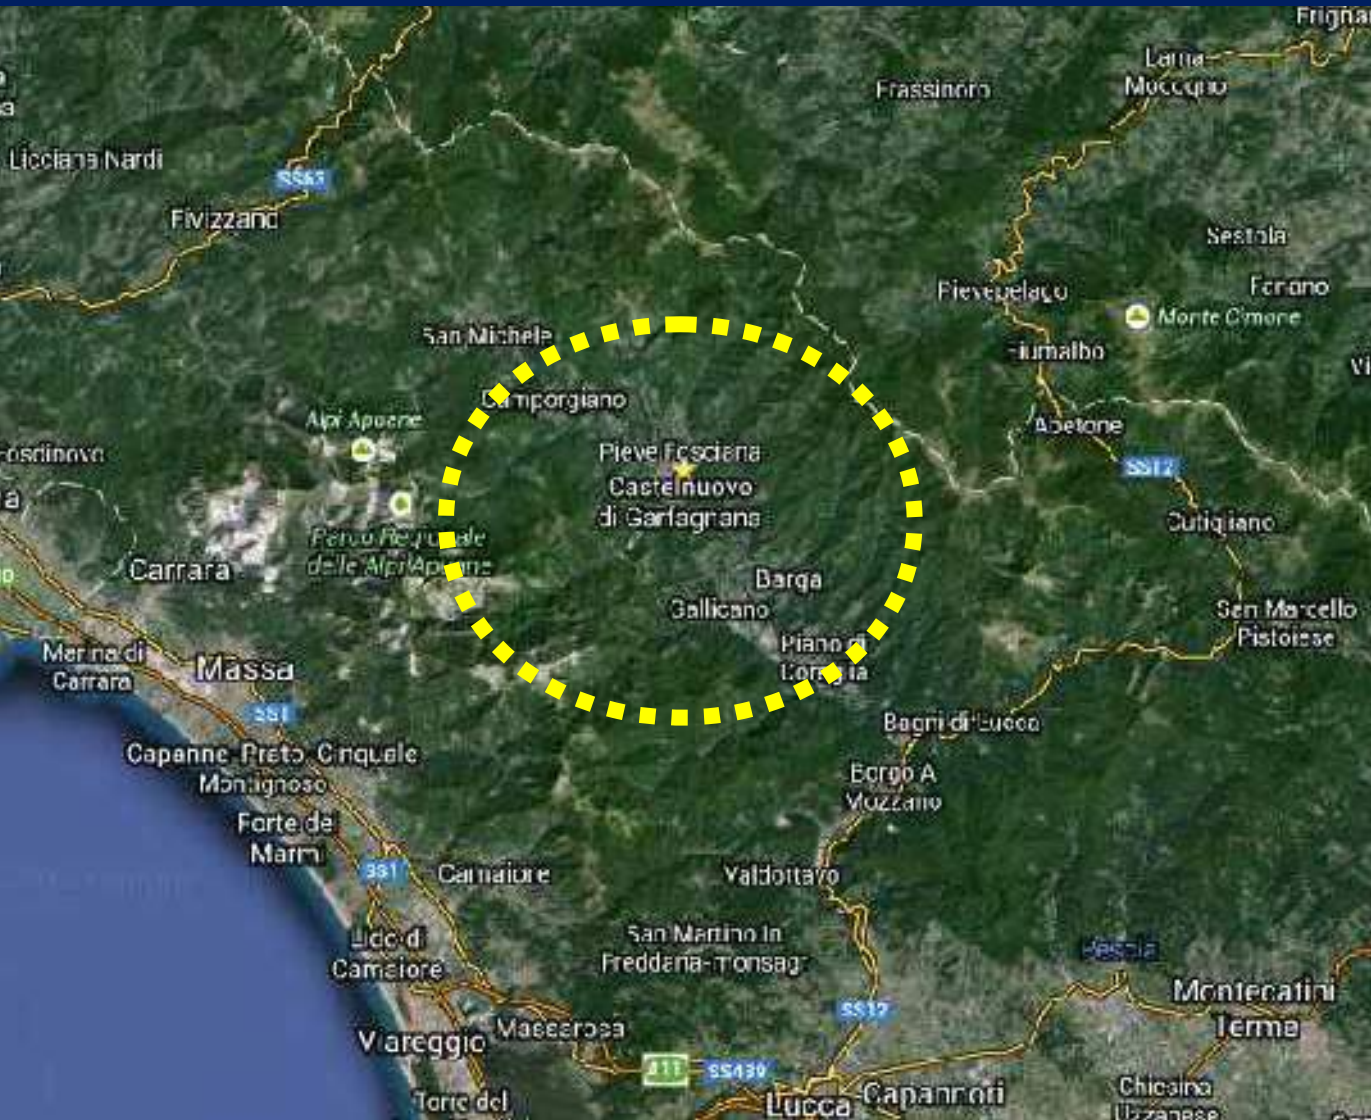 Lama
Mocogno
Frassinoro
Licciana Nardi
SS63
Fivizzano
Sestola
Pievepelago
Fanano
Monte Cimone
San Michele
Fiumalbo
Camporgiano
Alpi Apuane
Abetone
Pieve Fosciana
SS12
Castelnuovo
di Garfagnana
Cutigliano
Parco Regionale
delle Alpi Apuane
Carrara
Barga
Gallicano
San Marcello
Pistoiese
Piano di
Coreglia
Marina di
Carrara
Massa
SS1
Bagni di Lucca
Capanne-Prato-Cinquale
Montignoso
Borgo A
Mozzano
Forte dei
Marmi
SS1
Camaiore
Valdottavo
Lido di
Camaiore
San Martino In
Pescia
Montecatini
Terme
SS12
Massarosa
Viareggio
A11
SS439
Capannori
Lucca
Chiesina
Uzzanese
Torre del